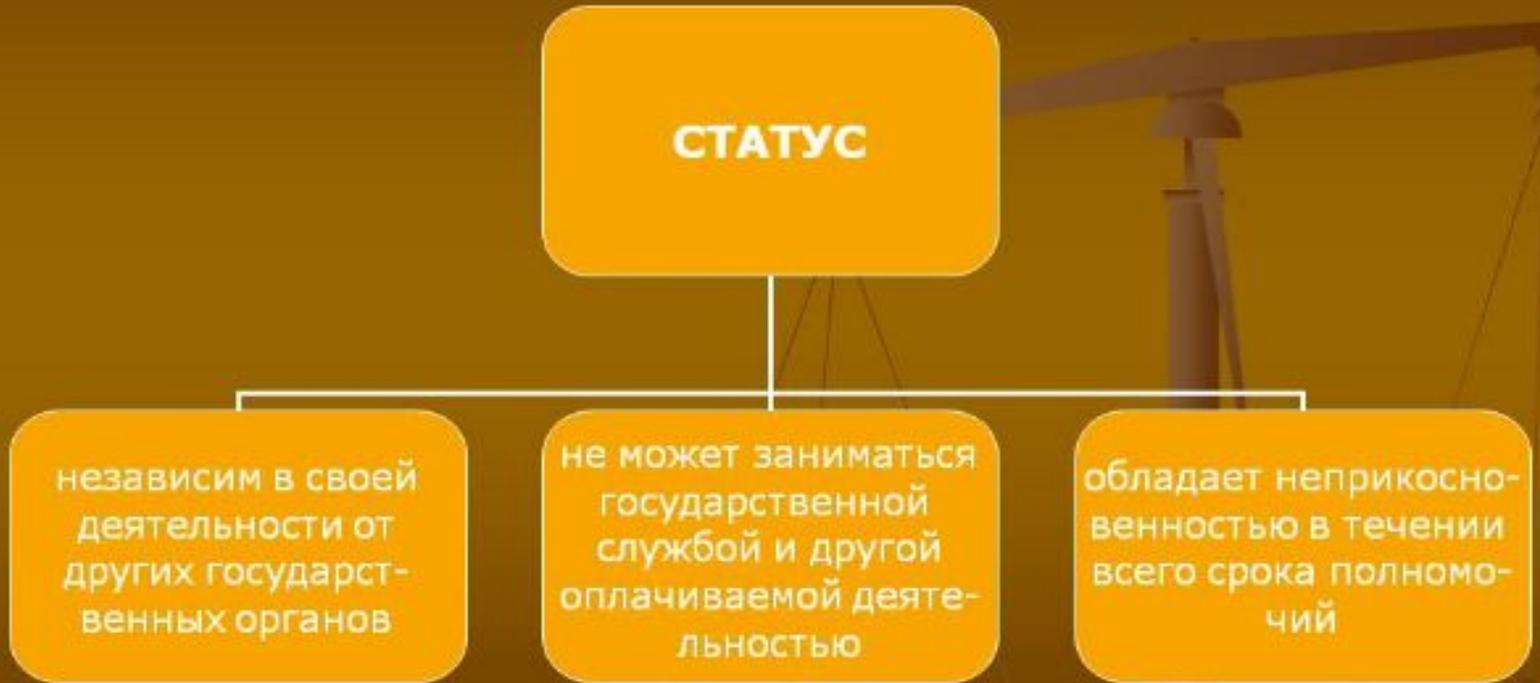 СТАТУС
независим в своей
деятельности от
других государст-
венных органов
не может заниматься
государственной
службой и другой
оплачиваемой деяте-
льностью
обладает неприкосно-
венностью в течении
всего срока полномо-
чий